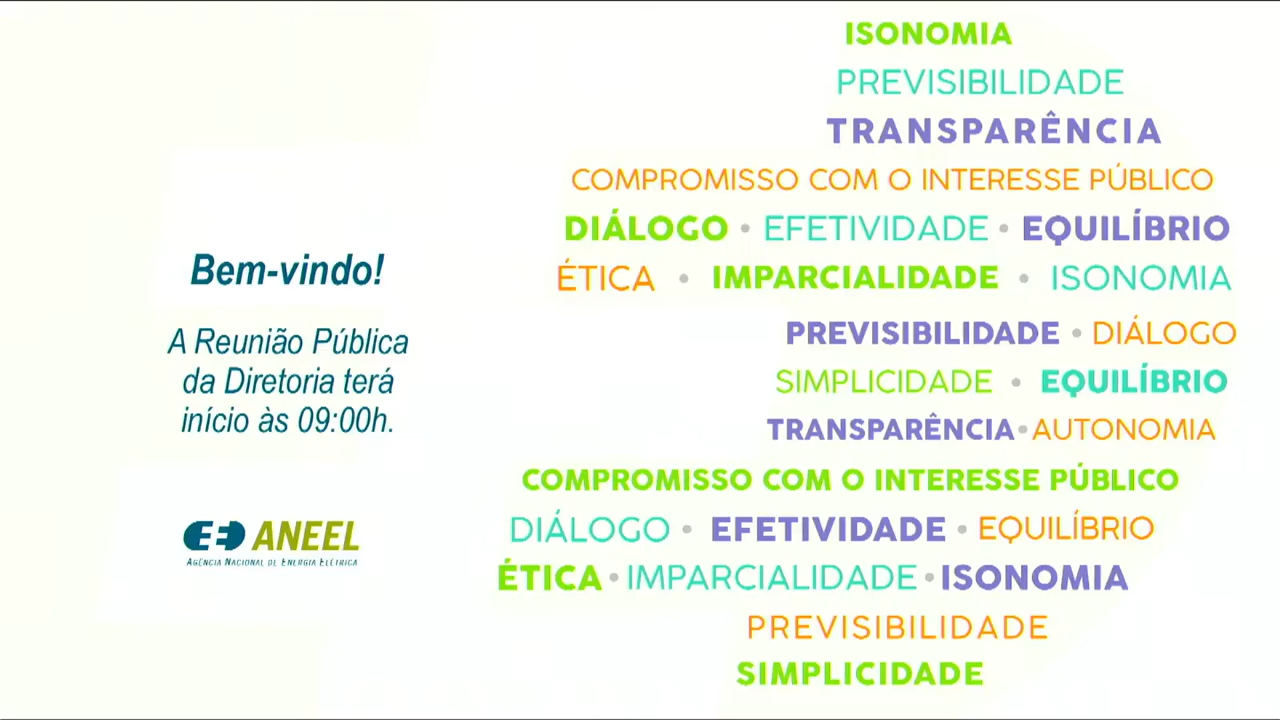 Bem-vindo!
A Reunião Pública
da Diretoria terá
início às 09:00h.
ANEEL
AGÊNCIA NACIONAL DE ENERGIA ELÉTRICA
ISONOMIA
PREVISIBILIDADE
TRANSPARÊNCIA
COMPROMISSO COM O INTERESSE PÚBLICO
DIÁLOGO • EFETIVIDADE • EQUILÍBRIO
ÉTICA • IMPARCIALIDADE • ISONOMIA
PREVISIBILIDADE • DIÁLOGO
SIMPLICIDADE • EQUILÍBRIO
TRANSPARÊNCIA • AUTONOMIA
COMPROMISSO COM O INTERESSE PÚBLICO
DIÁLOGO • EFETIVIDADE • EQUILÍBRIO
ÉTICA • IMPARCIALIDADE • ISONOMIA
PREVISIBILIDADE
SIMPLICIDADE